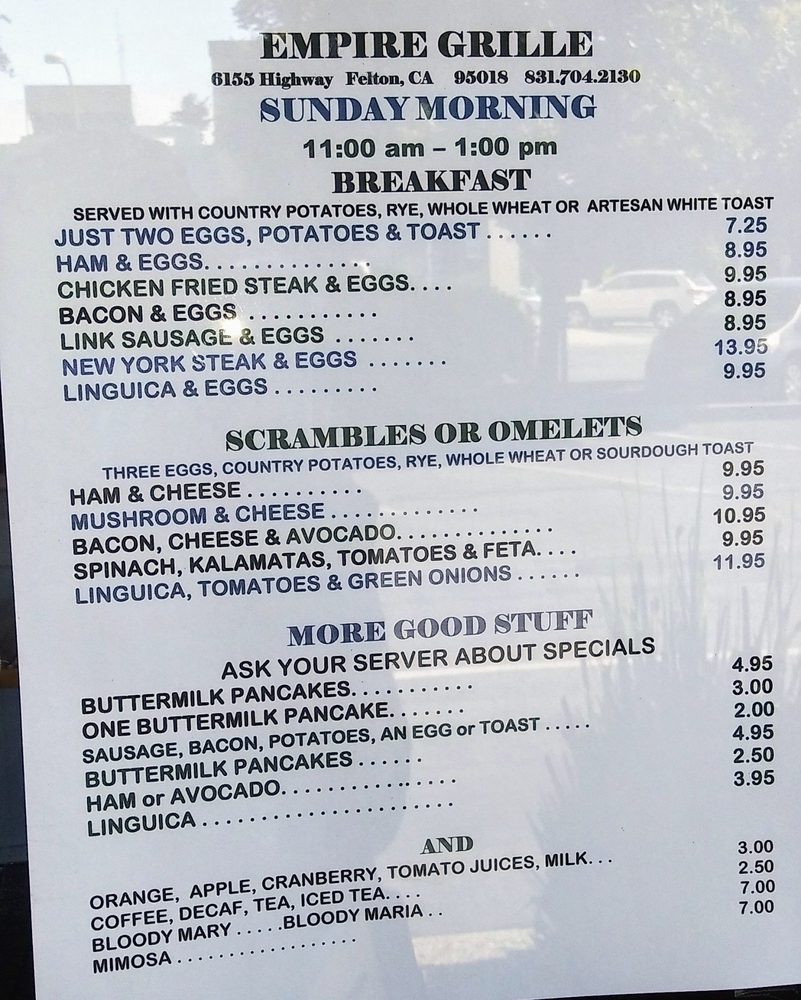 EMPIRE GRILLE
6155 Highway Felton, CA 95018 831.704.2130
SUNDAY MORNING
11:00 am – 1:00 pm
BREAKFAST
SERVED WITH COUNTRY POTATOES, RYE, WHOLE WHEAT OR ARTESAN WHITE TOAST
JUST TWO EGGS, POTATOES & TOAST . . . . . . 7.25
HAM & EGGS. . . . . . . . . . . . . . 8.95
CHICKEN FRIED STEAK & EGGS. . . . 9.95
BACON & EGGS . . . . . . . . . . . 8.95
LINK SAUSAGE & EGGS . . . . . . . 8.95
NEW YORK STEAK & EGGS . . . . . . . 13.95
LINGUICA & EGGS . . . . . . . . . 9.95
SCRAMBLES OR OMELETS
THREE EGGS, COUNTRY POTATOES, RYE, WHOLE WHEAT OR SOURDOUGH TOAST
HAM & CHEESE . . . . . . . . . . 9.95
MUSHROOM & CHEESE . . . . . . . . . . . . . 9.95
BACON, CHEESE & AVOCADO. . . . . . . . . . . . . . 10.95
SPINACH, KALAMATAS, TOMATOES & FETA. . . . 9.95
LINGUICA, TOMATOES & GREEN ONIONS . . . . . . 11.95
MORE GOOD STUFF
ASK YOUR SERVER ABOUT SPECIALS
BUTTERMILK PANCAKES. . . . . . . . . . . 4.95
ONE BUTTERMILK PANCAKE. . . . . . . 3.00
SAUSAGE, BACON, POTATOES, AN EGG or TOAST . . . . . 2.00
BUTTERMILK PANCAKES . . . . . . 4.95
HAM or AVOCADO. . . . . . . . . . .. . . . . 2.50
LINGUICA . . . . . . . . . . . . . . . . . . . . . 3.95
AND
ORANGE, APPLE, CRANBERRY, TOMATO JUICES, MILK. . . 3.00
COFFEE, DECAF, TEA, ICED TEA. . . . 2.50
BLOODY MARY . . . . .BLOODY MARIA . . 7.00
MIMOSA . . . . . . . . . . . . . . . . . 7.00